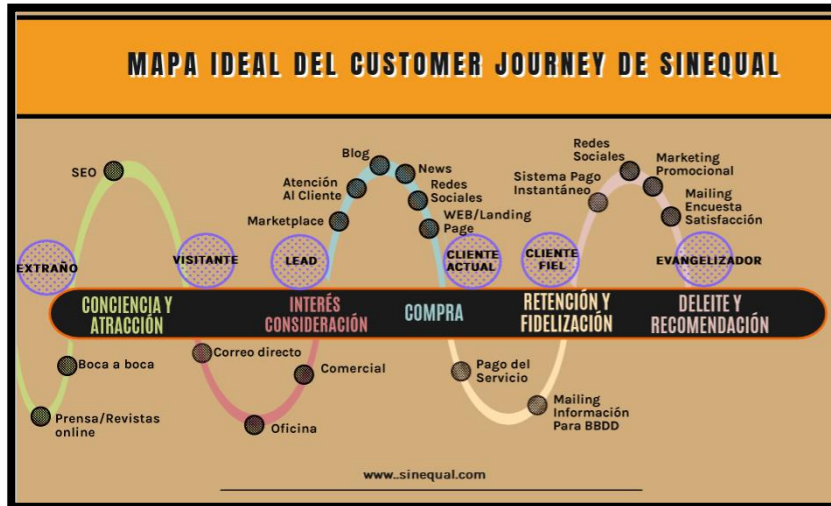 MAPA IDEAL DEL CUSTOMER JOURNEY DE SINEQUAL
SEO
Blog
Atención
Al Cliente
Marketplace
News
Redes
Sociales
WEB/Landing
Page
Redes
Sociales
Sistema Pago
Instantáneo
Marketing
Promocional
Mailing
Encuesta
Satisfacción
EXTRAÑO
VISITANTE
LEAD
CLIENTE
ACTUAL
CLIENTE
FIEL
EVANGELIZADOR
CONCIENCIA Y
ATRACCIÓN
INTERÉS
CONSIDERACIÓN
COMPRA
RETENCIÓN Y
FIDELIZACIÓN
DELEITE Y
RECOMENDACIÓN
Boca a boca
Prensa/Revistas
online
Correo directo
Comercial
Oficina
Pago del
Servicio
Mailing
Información
Para BBDD
www..sinequal.com